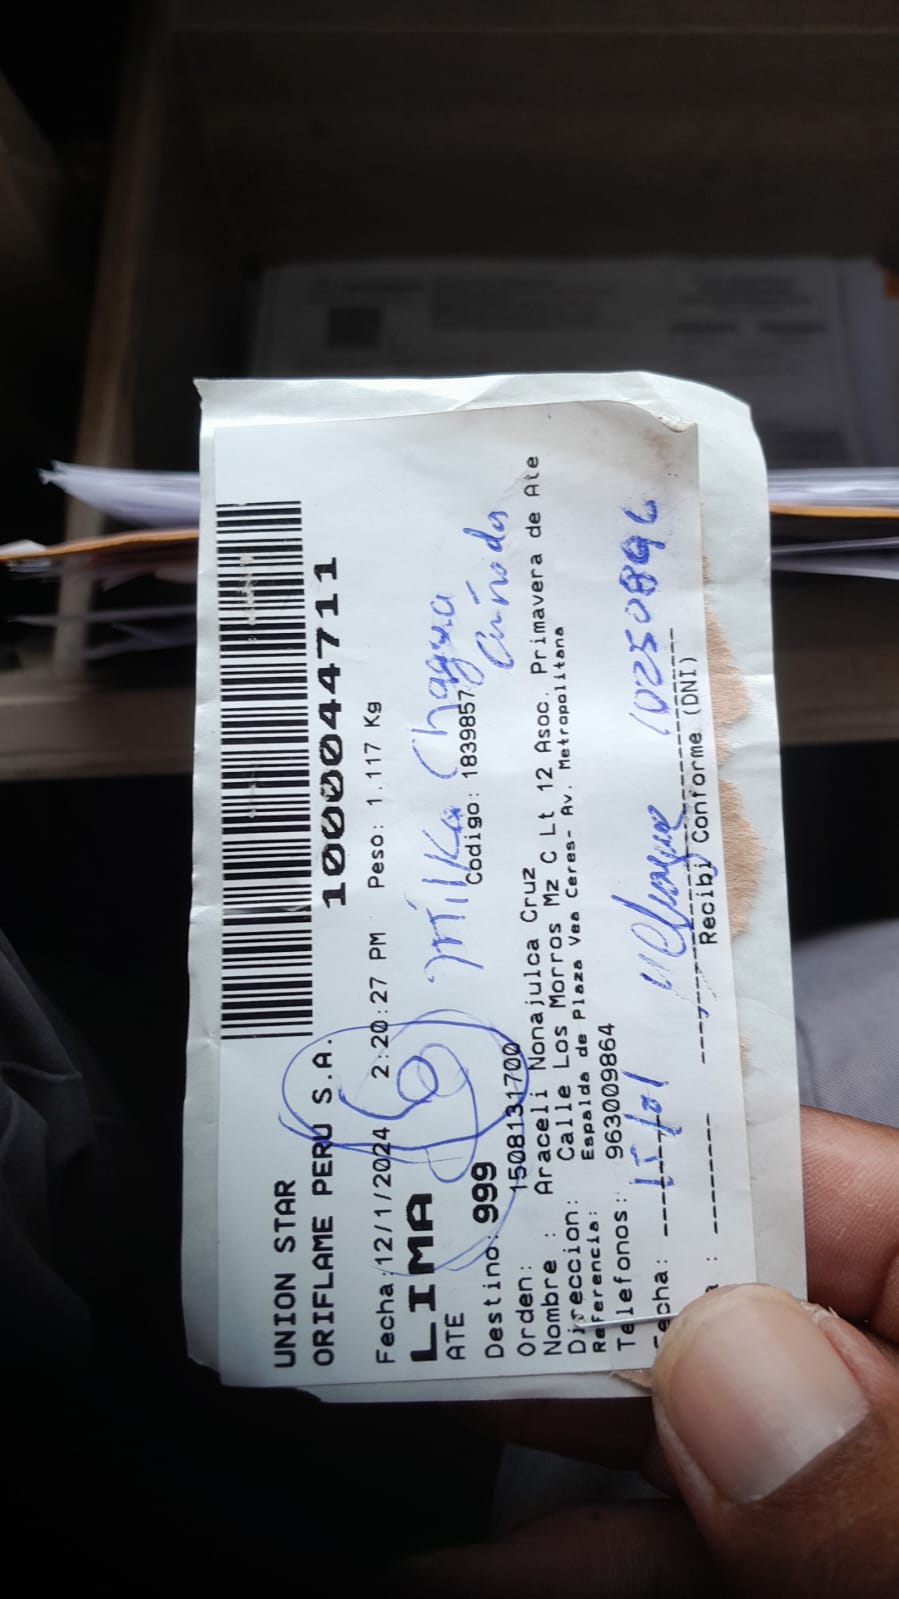 1000044711
UNION STAR
ORIFLAME PERU S.A.
Fecha:12/1/2024 2:20:27 PM Peso: 1.117 Kg
LIMA
ATE
milka Chagua
Cuñada
Destino: 999 Codigo: 1839857
Orden: 1508131700
Nombre : Araceli Nonajulca Cruz
Direccion: Calle Los Morros Mz C Lt 12 Asoc. Primavera de Ate
Referencia: Espalda de Plaza Vea Ceres- Av. Metropolitana
Telefonos: 963009864
Fecha: 15/01 10250896
Recibi Conforme (DNI)